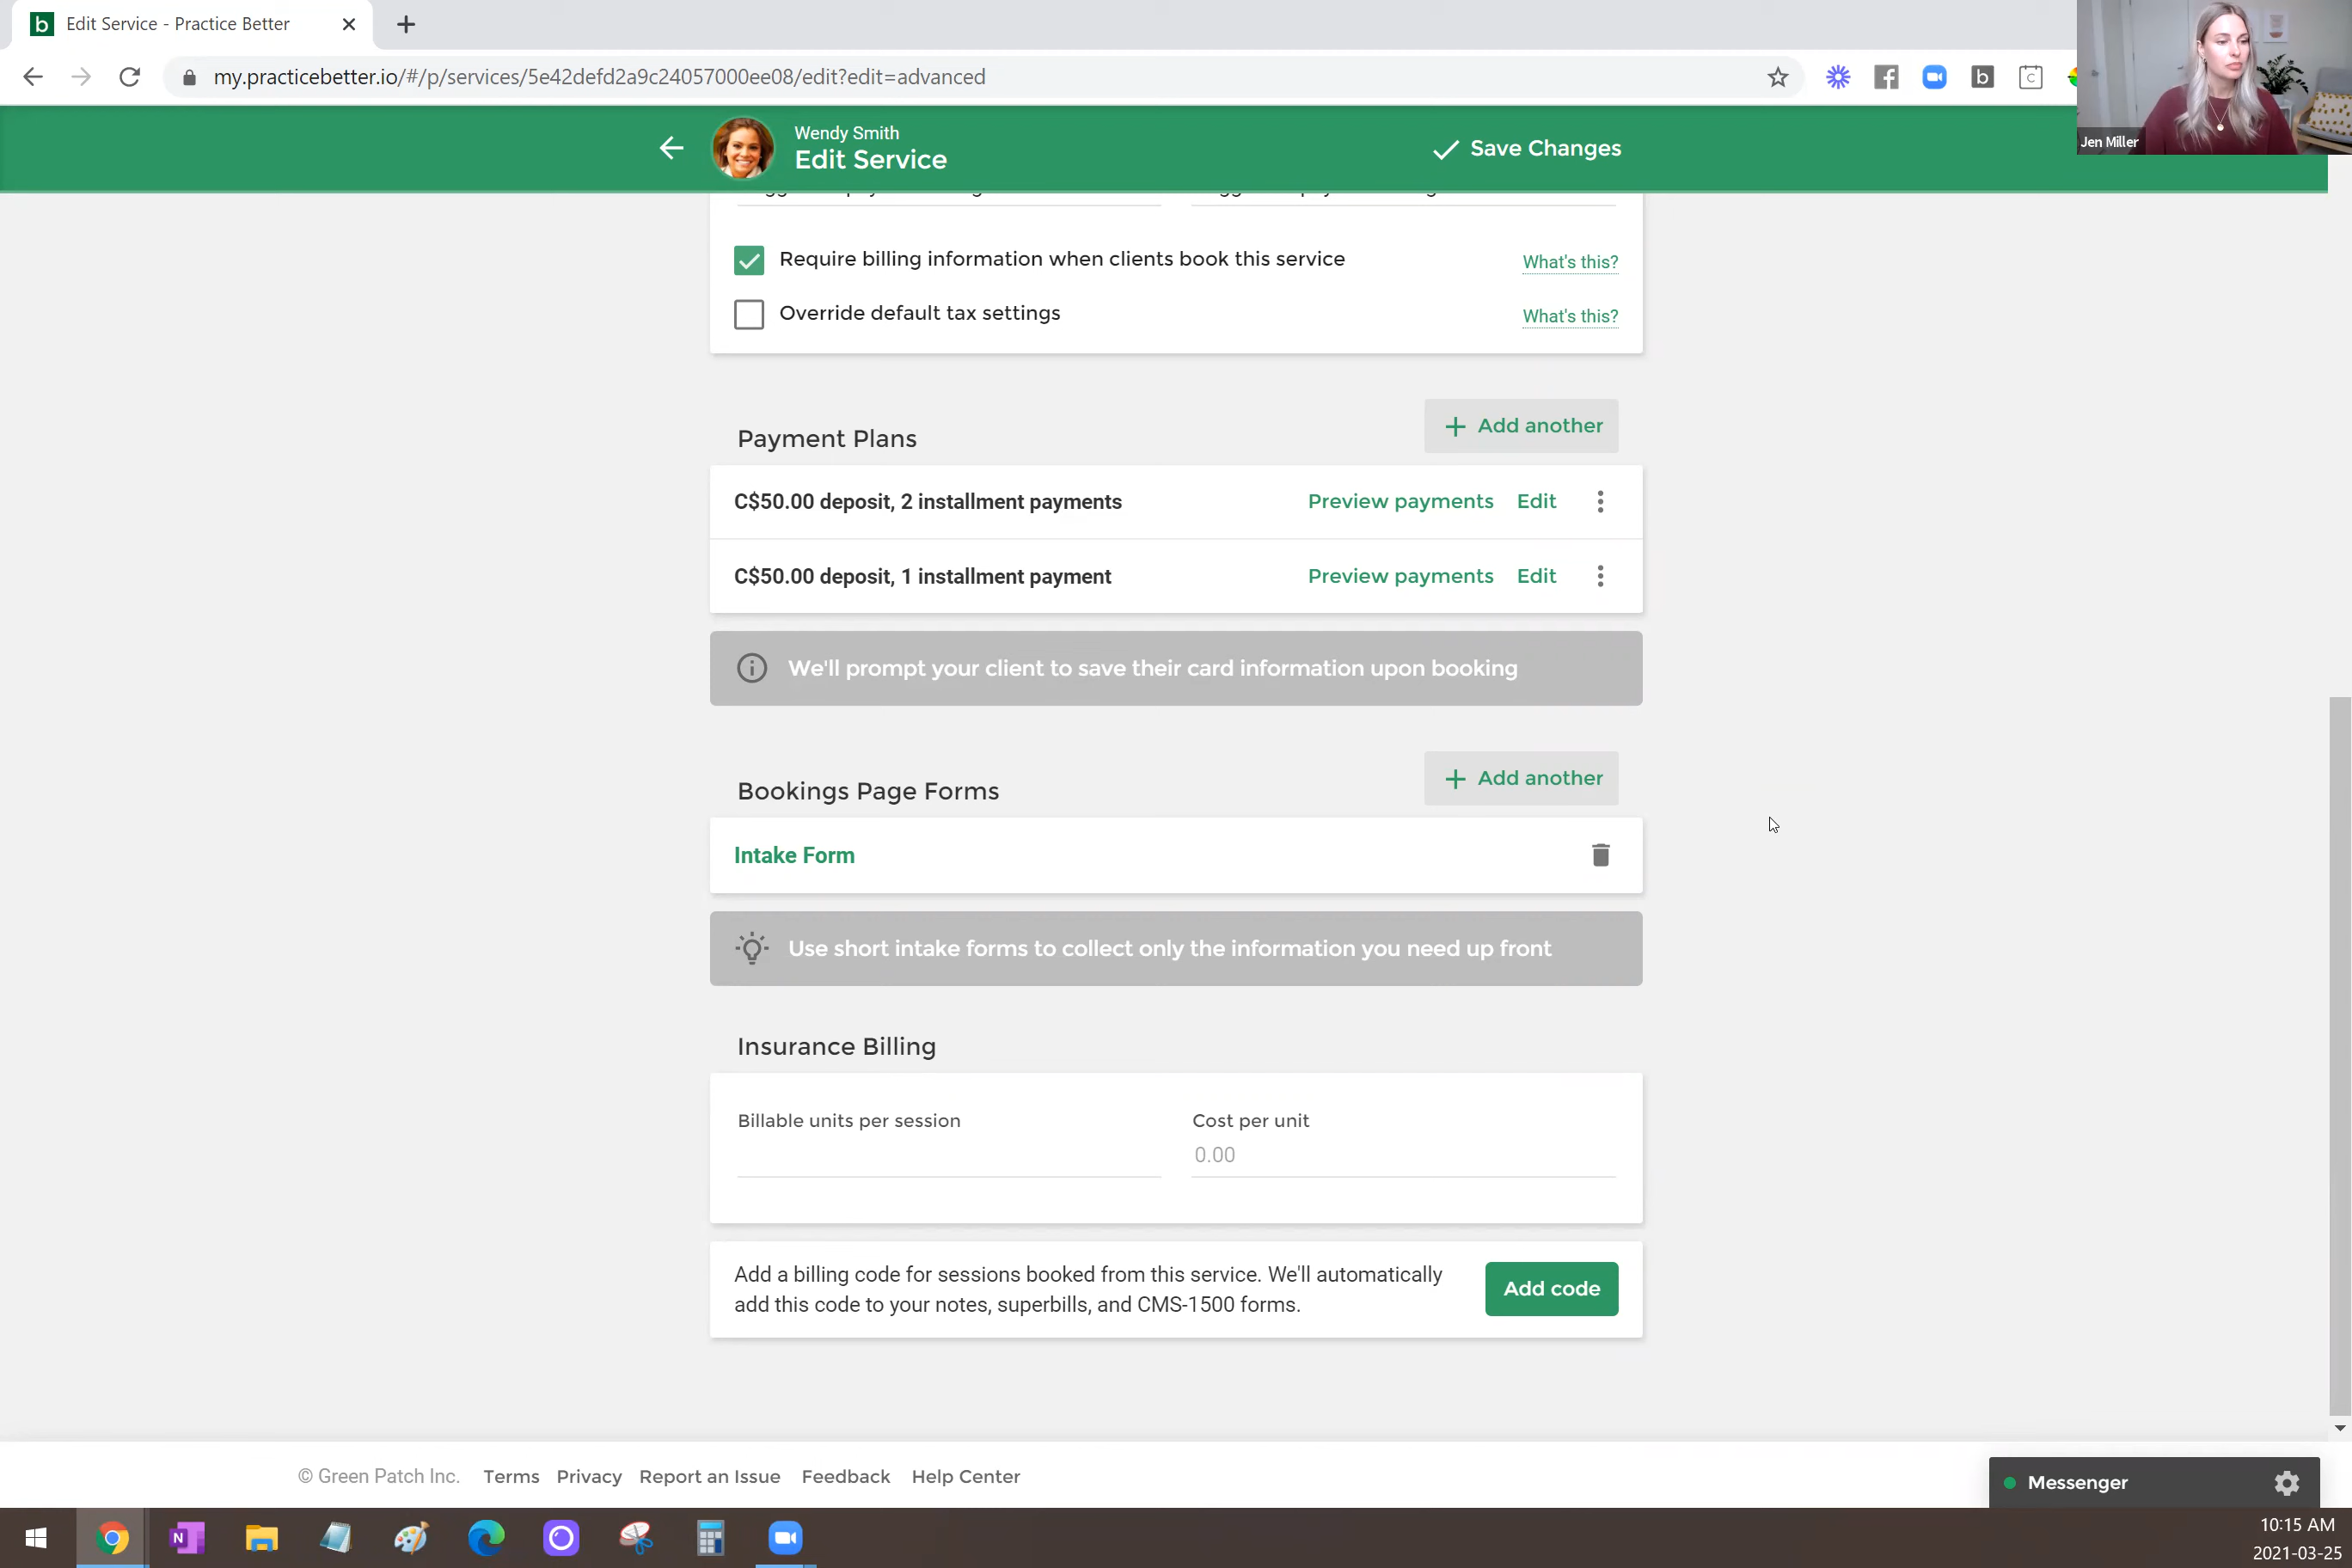 Edit Service - Practice Better
my.practicebetter.io/#/p/services/5e42defd2a9c24057000ee08/edit?edit=advanced
Jen Miller
Wendy Smith
Edit Service
Save Changes
Require billing information when clients book this service
What's this?
Override default tax settings
What's this?
Payment Plans
Add another
C$50.00 deposit, 2 installment payments
Preview payments
Edit
C$50.00 deposit, 1 installment payment
Preview payments
Edit
We'll prompt your client to save their card information upon booking
Bookings Page Forms
Add another
Intake Form
Use short intake forms to collect only the information you need up front
Insurance Billing
Billable units per session
Cost per unit
0.00
Add a billing code for sessions booked from this service. We'll automatically
add this code to your notes, superbills, and CMS-1500 forms.
Add code
© Green Patch Inc.
Terms
Privacy
Report an Issue
Feedback
Help Center
Messenger
10:15 AM
2021-03-25